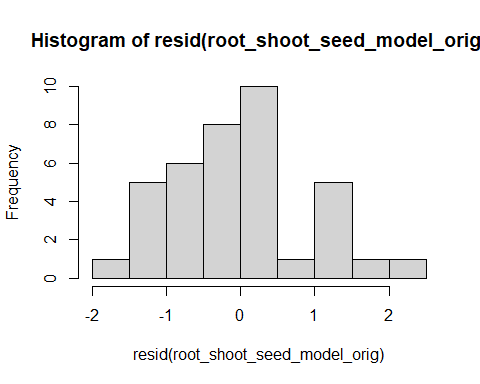 Histogram of resid(root_shoot_seed_model_orig
Frequency
10
8
6
4
2
0
-2 -1 0 1 2
resid(root_shoot_seed_model_orig)